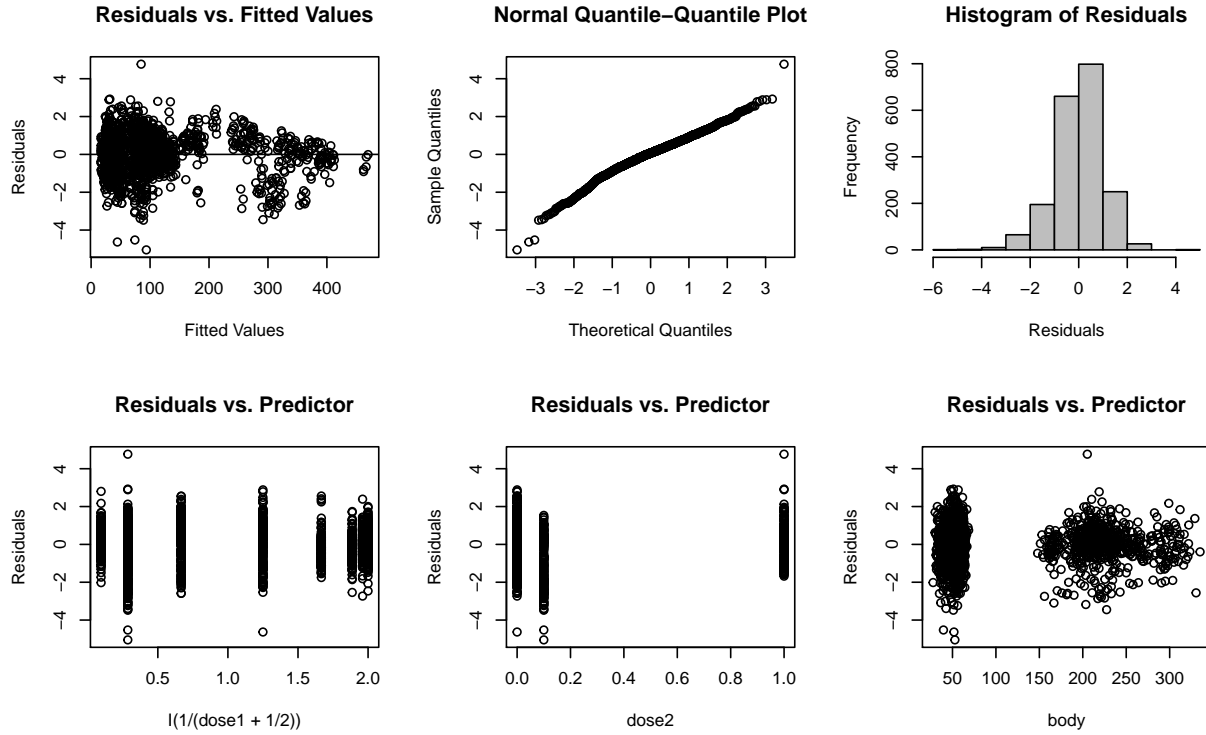 Residuals vs. Fitted Values
Residuals
4
2
0
−2
−4
0 100 200 300 400
Fitted Values
Normal Quantile−Quantile Plot
Sample Quantiles
4
2
0
−2
−4
−3 −2 −1 0 1 2 3
Theoretical Quantiles
Histogram of Residuals
Frequency
800
600
400
200
0
−6 −4 −2 0 2 4
Residuals
Residuals vs. Predictor
Residuals
4
2
0
−2
−4
0.5 1.0 1.5 2.0
I(1/(dose1 + 1/2))
Residuals vs. Predictor
Residuals
4
2
0
−2
−4
0.0 0.2 0.4 0.6 0.8 1.0
dose2
Residuals vs. Predictor
Residuals
4
2
0
−2
−4
50 100 150 200 250 300
body